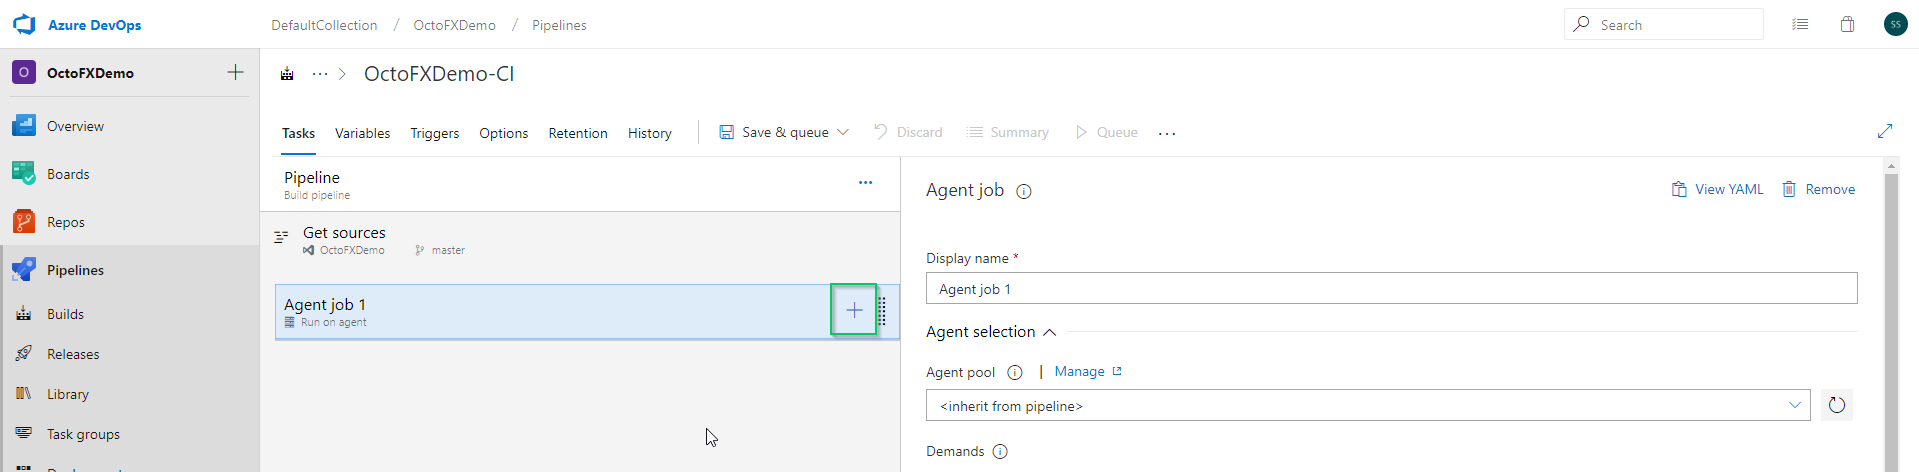 Azure DevOps
DefaultCollection / OctoFXDemo / Pipelines
Search
SS
O OctoFXDemo
OctoFXDemo-CI
Overview
Boards
Repos
Pipelines
Builds
Releases
Library
Task groups
Tasks Variables Triggers Options Retention History Save & queue Discard Summary Queue
Pipeline
Build pipeline
Get sources
OctoFXDemo master
Agent job 1
Run on agent
Agent job
View YAML Remove
Display name *
Agent job 1
Agent selection
Agent pool | Manage
<inherit from pipeline>
Demands